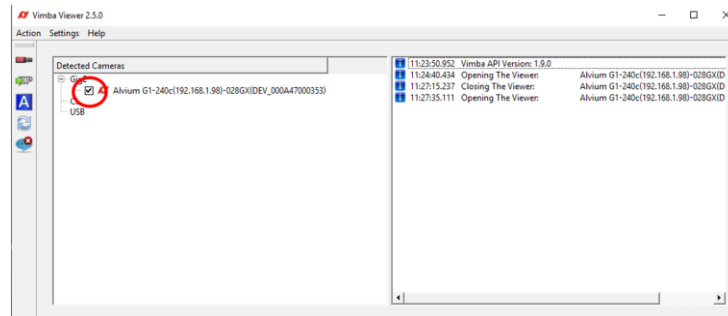 Vimba Viewer 2.5.0
Action Settings Help
Detected Cameras
GigE
Alvium G1-240c(192.168.1.98)-028GX(DEV_000A47000353)
USB
11:23:50.952 Vimba API Version: 1.9.0
11:24:40.434 Opening The Viewer: Alvium G1-240c(192.168.1.98)-028GX(D
11:27:15.237 Closing The Viewer: Alvium G1-240c(192.168.1.98)-028GX(D
11:27:35.111 Opening The Viewer: Alvium G1-240c(192.168.1.98)-028GX(D
A